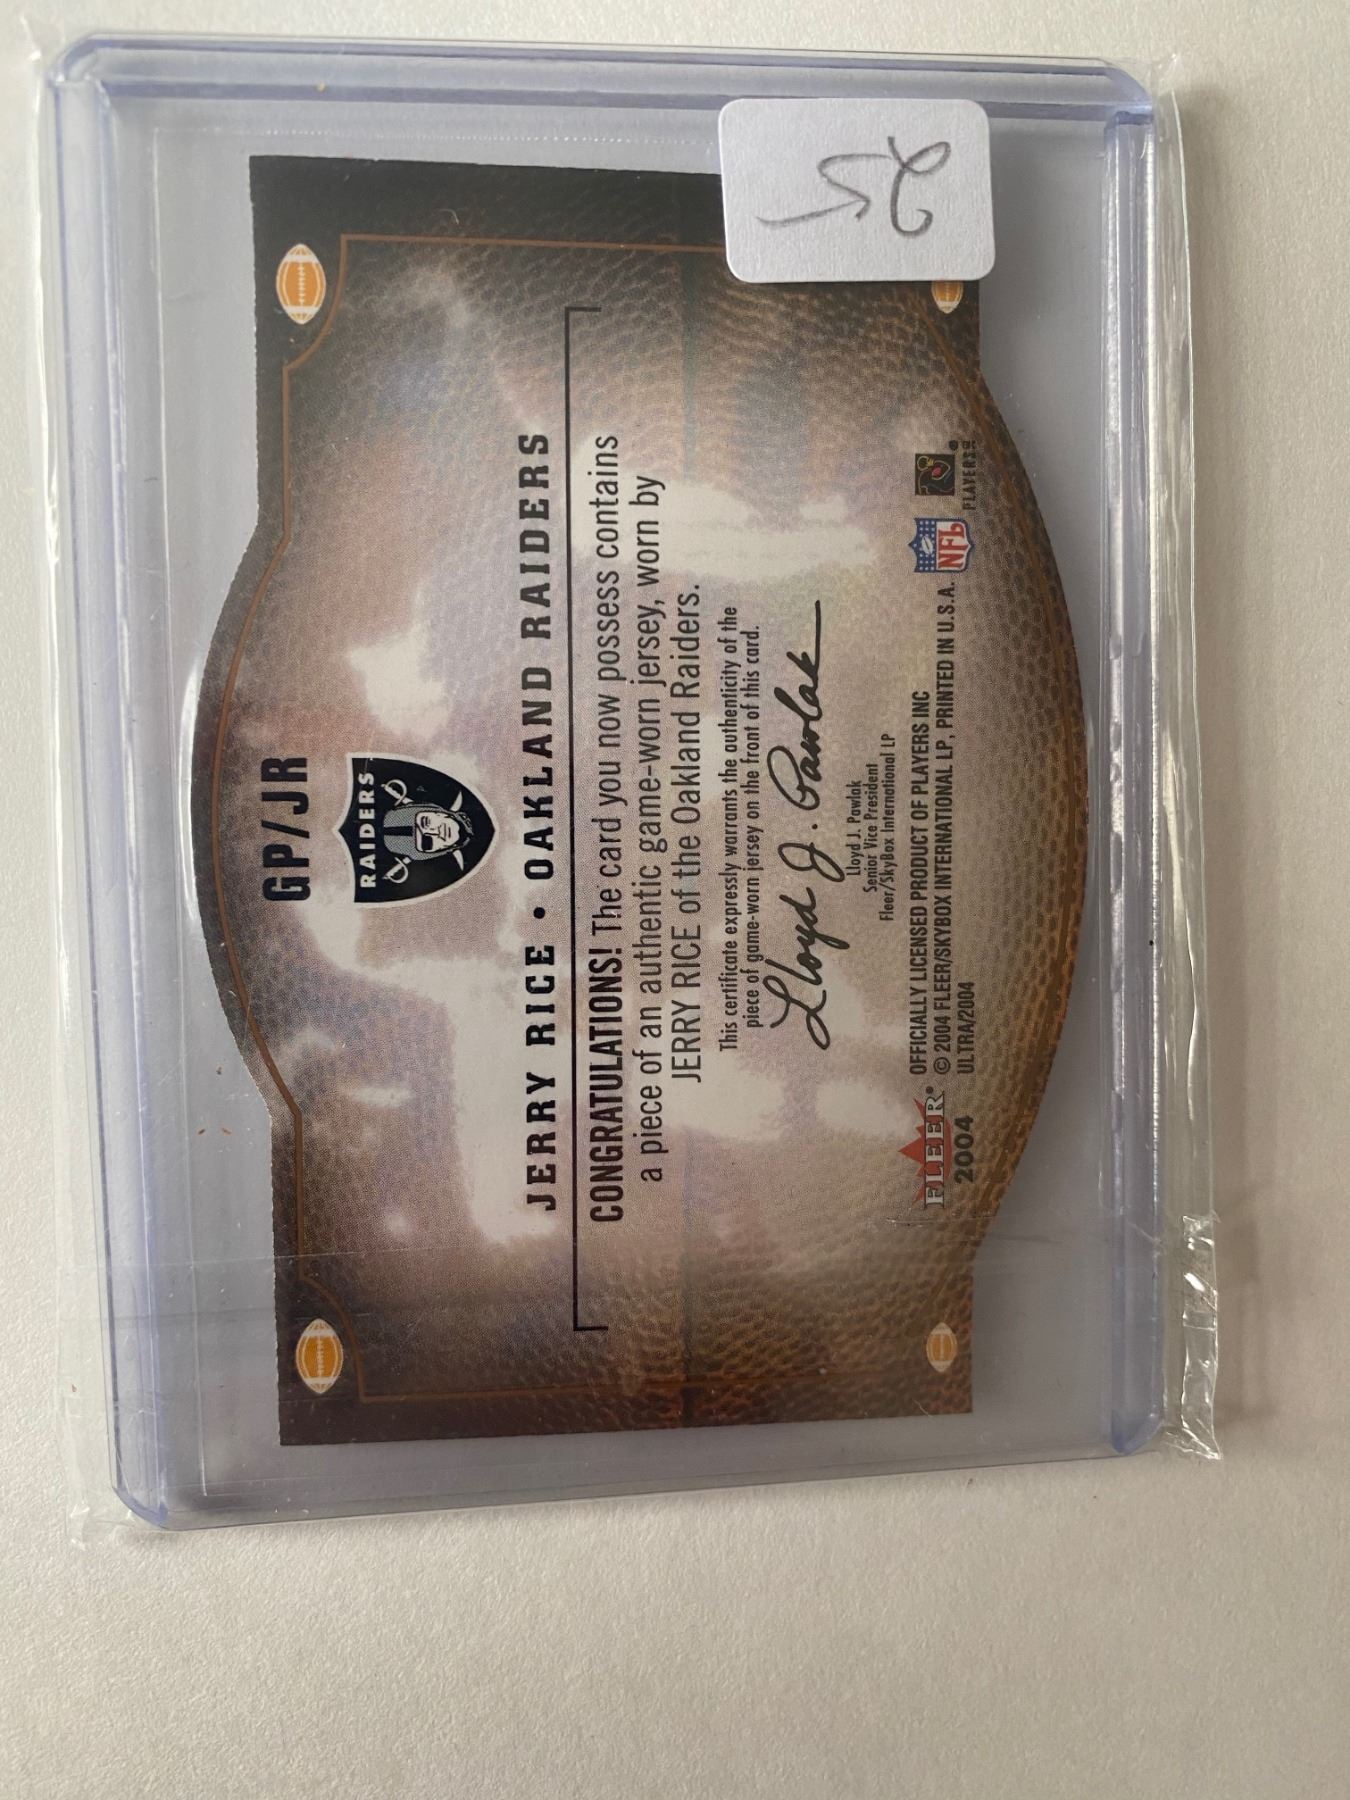 25
GP/JR
RAIDERS
JERRY RICE • OAKLAND RAIDERS
CONGRATULATIONS! The card you now possess contains
a piece of an authentic game-worn jersey, worn by
JERRY RICE of the Oakland Raiders.
This certificate expressly warrants the authenticity of the
piece of game-worn jersey on the front of this card.
Lloyd J. Pawlak
Lloyd J. Pawlak
Senior Vice President
Fleer/SkyBox International LP
FLEER®
2004
OFFICIALLY LICENSED PRODUCT OF PLAYERS INC
© 2004 FLEER/SKYBOX INTERNATIONAL LP, PRINTED IN U.S.A.
ULTRA/2004
NFL
PLAYERS